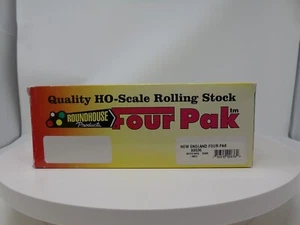 Quality HO-Scale Rolling Stock
ROUNDHOUSE
Products
FOUR Pak tm
NEW ENGLAND FOUR-PAK